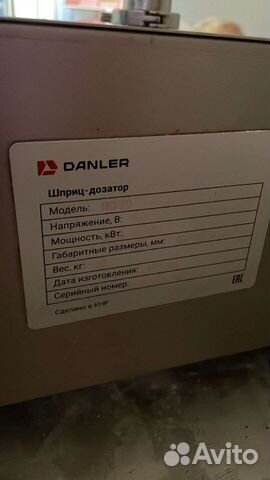 DANLER
Шприц-дозатор
Модель:
Напряжение, В:
Мощность, кВт:
Габаритные размеры, мм:
Вес, кг:
Дата изготовления:
Серийный номер:
Сделано в КНР
EAC
Avito